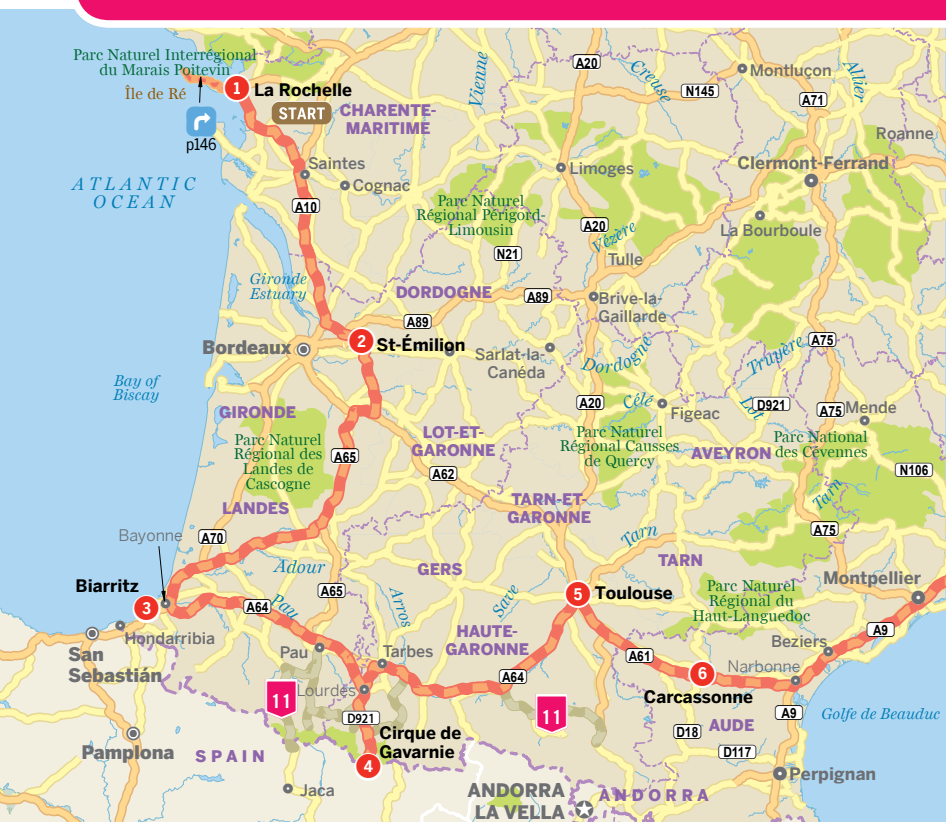 Parc Naturel Interrégional
du Marais Poitevin
Île de Ré
1
La Rochelle
START
p146
CHARENTE-
MARITIME
Vienne
A20
Creuse
N145
Montluçon
A71
Allier
Roanne
Clermont-Ferrand
La Bourboule
ATLANTIC
OCEAN
Saintes
Cognac
A10
Limoges
Parc Naturel
Régional Périgord-
Limousin
A20
Vézère
N21
Tulle
Gironde
Estuary
DORDOGNE
A89
A89
Brive-la-
Gaillarde
Bordeaux
2
St-Émilion
Sarlat-la-
Canéda
Dordogne
Truyère
A75
Bay of
Biscay
GIRONDE
A20
Célé
Figeac
Lot
D921
A75
Mende
Parc Naturel
Régional des
Landes de
Gascogne
LOT-ET-
GARONNE
A65
A62
Parc Naturel
Régional Causses
de Quercy
AVEYRON
Parc National
des Cévennes
N106
Tarn
LANDES
TARN-ET-
GARONNE
A75
Bayonne
A70
Adour
Tarn
TARN
GERS
Biarritz
3
A64
Pau
A65
Arros
Save
5
Toulouse
Parc Naturel
Régional du
Haut-Languedoc
Montpellier
Hondarribia
San
Sebastián
Pau
Tarbes
HAUTE-
GARONNE
A61
Beziers
A9
Lourdes
11
A64
6
Carcassonne
Narbonne
D921
11
A9
Golfe de Beauduc
Cirque de
Gavarnie
4
D18
AUDE
D117
Pamplona
SPAIN
Jaca
ANDORRA
LA VELLA
ANDORRA
Perpignan